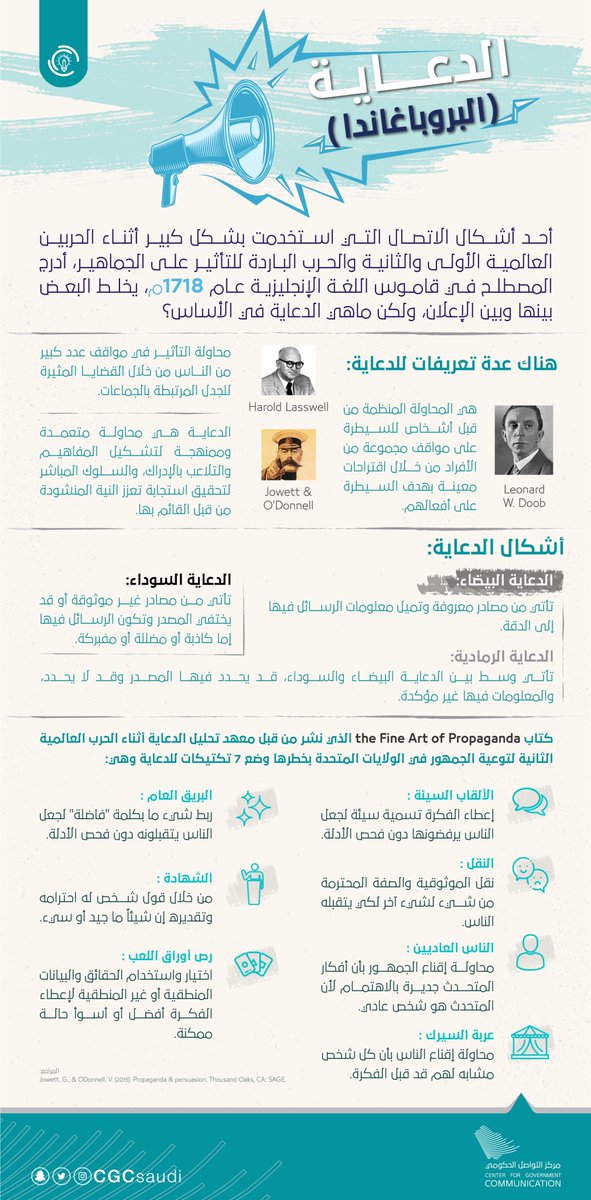 الدعاية
(البروباغاندا)
أحد أشكال الاتصال التي استخدمت بشكل كبير أثناء الحربين
العالمية الأولى والثانية والحرب الباردة للتأثير على الجماهير، أدرج
المصطلح في قاموس اللغة الإنجليزية عام 1718م، يخلط البعض
بينها وبين الإعلان، ولكن ماهي الدعاية في الأساس؟
هناك عدة تعريفات للدعاية:
هي المحاولة المنظمة من
قبل أشخاص للسيطرة
على مواقف مجموعة من
الأفراد من خلال اقتراحات
معينة بهدف السيطرة
على أفعالهم.
Leonard
W. Doob
محاولة التأثير في مواقف عدد كبير
من الناس من خلال القضايا المثيرة
للجدل المرتبطة بالجماعات.
Harold Lasswell
الدعاية هي محاولة متعمدة
وممنهجة لتشكيل المفاهيم
والتلاعب بالإدراك، والسلوك المباشر
لتحقيق استجابة تعزز النية المنشودة
من قبل القائم بها.
Jowett &
O'Donnell
أشكال الدعاية:
الدعاية البيضاء:
تأتي من مصادر معروفة وتميل معلومات الرسائل فيها
إلى الدقة.
الدعاية السوداء:
تأتي من مصادر غير موثوقة أو قد
يختفي المصدر وتكون الرسائل فيها
إما كاذبة أو مضللة أو مفبركة.
الدعاية الرمادية:
تأتي وسط بين الدعاية البيضاء والسوداء، قد يحدد فيها المصدر وقد لا يحدد،
والمعلومات فيها غير مؤكدة.
كتاب the Fine Art of Propaganda الذي نشر من قبل معهد تحليل الدعاية أثناء الحرب العالمية
الثانية لتوعية الجمهور في الولايات المتحدة بخطرها وضع 7 تكتيكات للدعاية وهي:
الألقاب السيئة :
إعطاء الفكرة تسمية سيئة لجعل
الناس يرفضونها دون فحص الأدلة.
البريق العام :
ربط شيء ما بكلمة "فاضلة" لجعل
الناس يتقبلونه دون فحص الأدلة.
النقل :
نقل الموثوقية والصفة المحترمة
من شيء لشيء آخر لكي يتقبله
الناس.
الشهادة :
من خلال قول شخص له احترامه
وتقديره إن شيئاً ما جيد أو سيء.
الناس العاديين :
محاولة إقناع الجمهور بأن أفكار
المتحدث جديرة بالاهتمام لأن
المتحدث هو شخص عادي.
رص أوراق اللعب :
اختيار واستخدام الحقائق والبيانات
المنطقية أو غير المنطقية لإعطاء
الفكرة أفضل أو أسوأ حالة
ممكنة.
عربة السيرك :
محاولة إقناع الناس بأن كل شخص
مشابه لهم قد قبل الفكرة.
المراجع:
Jowett, G., & ODonnell, V. (2015). Propaganda & persuasion. Thousand Oaks, CA: SAGE.
CGCsaudi
مركز التواصل الحكومي
CENTER FOR GOVERNMENT
COMMUNICATION